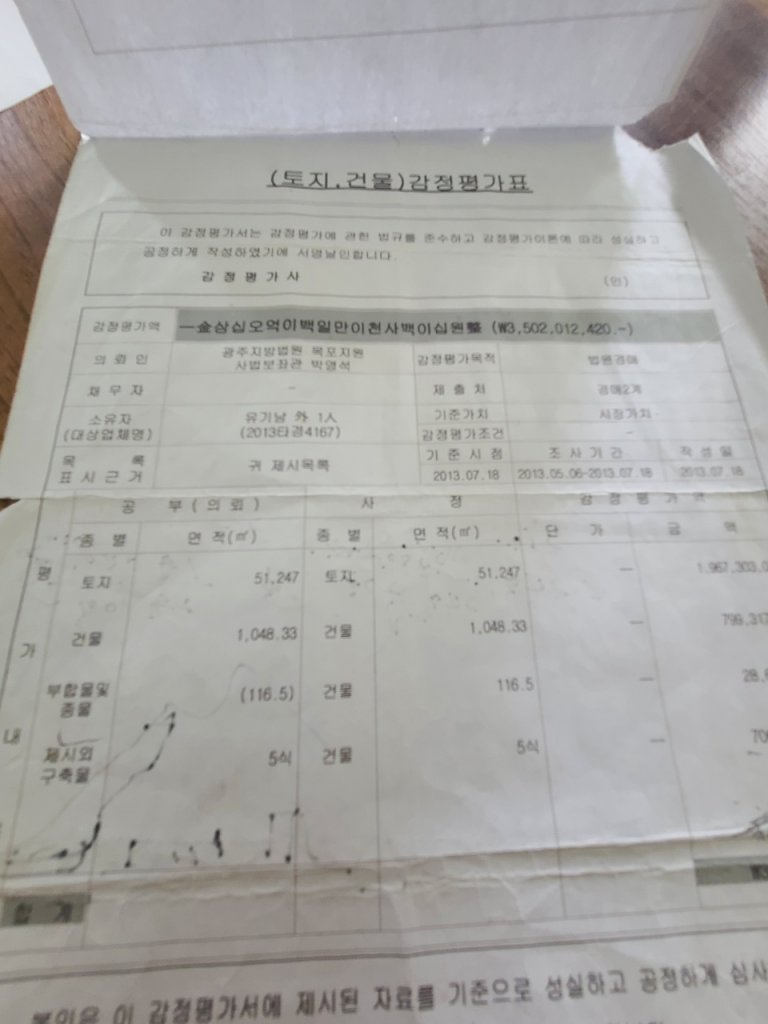 (토지,건물)감정평가표
이 감정평가서는 감정평가에 관한 법규를 준수하고 감정평가이론에 따라 성실하고
공정하게 작성하였기에 서명날인합니다.
감 정 평 가 사 (인)
감정평가액 一金삼십오억이백일만이천사백이십원整 (₩3,502,012,420.-)
의 뢰 인 광주지방법원 목포지원 사법보좌관 박영석 감정평가목적 법원경매
채 무 자 - 제 출 처 경매2계
소유자 (대상업체명) 유기남 外 1人 (2013타경4167) 기준가치 시장가치
감정평가조건 -
목 록 표 시 근 거 귀 제시목록 기 준 시 점 조 사 기 간 작 성 일
2013.07.18 2013.05.06-2013.07.18 2013.07.18
공 부 (의 뢰) 사 정 감 정 평 가 액
종 별 면 적(㎡) 종 별 면 적(㎡) 단 가 금 액
평 토지 51,247 토지 51,247 - 1,967,303,0
가 건물 1,048.33 건물 1,048.33 - 799,317
부합물및 종물 (116.5) 건물 116.5 - 28,
내 제시외 구축물 5식 건물 5식 - 70
합 계
본인은 이 감정평가서에 제시된 자료를 기준으로 성실하고 공정하게 심사